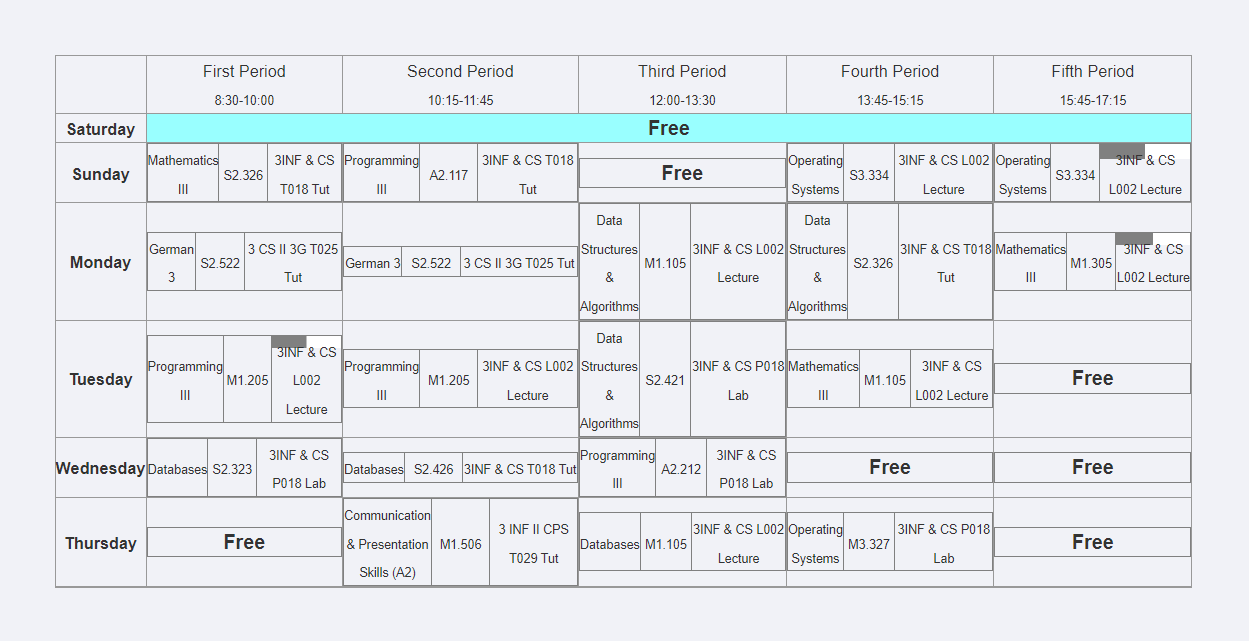 First Period Second Period Third Period Fourth Period Fifth Period
8:30-10:00 10:15-11:45 12:00-13:30 13:45-15:15 15:45-17:15
Saturday
Free
Sunday
Mathematics
III
S2.326
3INF & CS
T018 Tut
Programming
III
A2.117
3INF & CS T018
Tut
Free
Operating
Systems
S3.334
3INF & CS L002
Lecture
Operating
Systems
S3.334
3INF & CS
L002 Lecture
Monday
German
3
S2.522
3 CS II 3G T025
Tut
German 3
S2.522
3 CS II 3G T025 Tut
Data
Structures
&
Algorithms
M1.105
3INF & CS L002
Lecture
Data
Structures
&
Algorithms
S2.326
3INF & CS T018
Tut
Mathematics
III
M1.305
3INF & CS
L002 Lecture
Tuesday
Programming
III
M1.205
3INF & CS
L002
Lecture
Programming
III
M1.205
3INF & CS L002
Lecture
Data
Structures
&
Algorithms
S2.421
3INF & CS P018
Lab
Mathematics
III
M1.105
3INF & CS
L002 Lecture
Free
Wednesday
Databases
S2.323
3INF & CS
P018 Lab
Databases
S2.426
3INF & CS T018 Tut
Programming
III
A2.212
3INF & CS
P018 Lab
Free
Free
Thursday
Free
Communication
& Presentation
Skills (A2)
M1.506
3 INF II CPS
T029 Tut
Databases
M1.105
3INF & CS L002
Lecture
Operating
Systems
M3.327
3INF & CS P018
Lab
Free